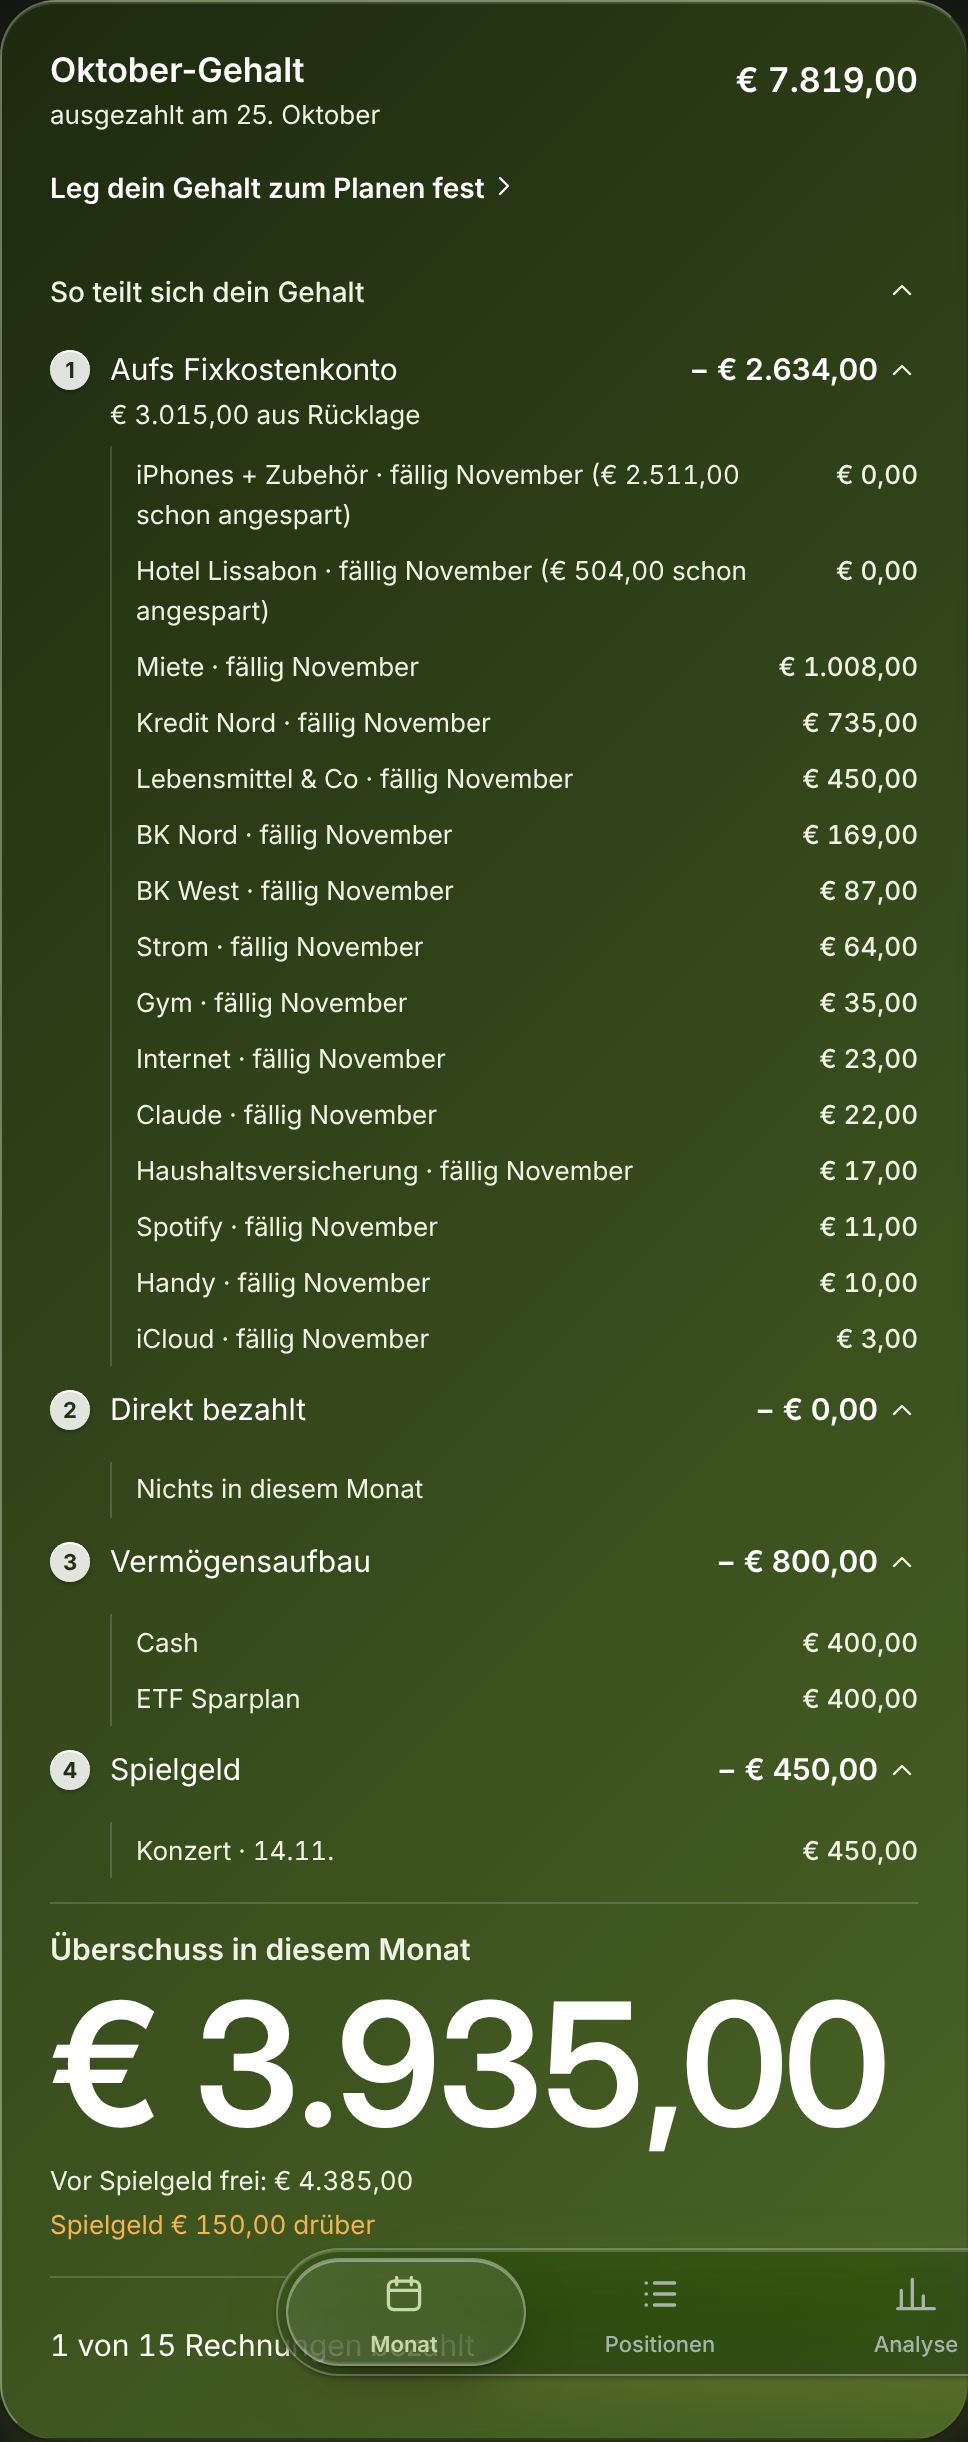 Oktober-Gehalt
€ 7.819,00
ausgezahlt am 25. Oktober
Leg dein Gehalt zum Planen fest
So teilt sich dein Gehalt
1 Aufs Fixkostenkonto – € 2.634,00
€ 3.015,00 aus Rücklage
iPhones + Zubehör · fällig November (€ 2.511,00 € 0,00
schon angespart)
Hotel Lissabon · fällig November (€ 504,00 schon € 0,00
angespart)
Miete · fällig November € 1.008,00
Kredit Nord · fällig November € 735,00
Lebensmittel & Co · fällig November € 450,00
BK Nord · fällig November € 169,00
BK West · fällig November € 87,00
Strom · fällig November € 64,00
Gym · fällig November € 35,00
Internet · fällig November € 23,00
Claude · fällig November € 22,00
Haushaltsversicherung · fällig November € 17,00
Spotify · fällig November € 11,00
Handy · fällig November € 10,00
iCloud · fällig November € 3,00
2 Direkt bezahlt – € 0,00
Nichts in diesem Monat
3 Vermögensaufbau – € 800,00
Cash € 400,00
ETF Sparplan € 400,00
4 Spielgeld – € 450,00
Konzert · 14.11. € 450,00
Überschuss in diesem Monat
€ 3.935,00
Vor Spielgeld frei: € 4.385,00
Spielgeld € 150,00 drüber
1 von 15 Rechnungen bezahlt
Monat Positionen Analyse